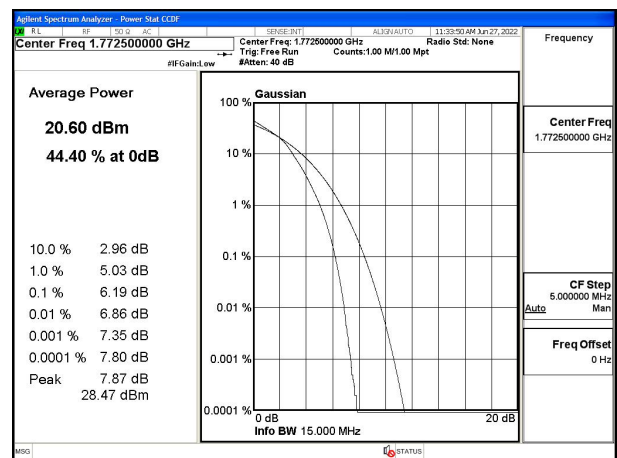 Agilent Spectrum Analyzer - Power Stat CCDF
RL RF 50 Ω AC SENSE:INT ALIGN AUTO 11:33:50 AM Jun 27, 2022
Center Freq 1.772500000 GHz
Center Freq: 1.772500000 GHz Radio Std: None
Trig: Free Run Counts:1.00 M/1.00 Mpt
#IFGain:Low #Atten: 40 dB
Frequency
Average Power
20.60 dBm
44.40 % at 0dB
10.0 % 2.96 dB
1.0 % 5.03 dB
0.1 % 6.19 dB
0.01 % 6.86 dB
0.001 % 7.35 dB
0.0001 % 7.80 dB
Peak 7.87 dB
28.47 dBm
Gaussian
100 %
10 %
1 %
0.1 %
0.01 %
0.001 %
0.0001 %
0 dB 20 dB
Info BW 15.000 MHz
Center Freq
1.772500000 GHz
CF Step
5.000000 MHz
Auto Man
Freq Offset
0 Hz
MSG STATUS